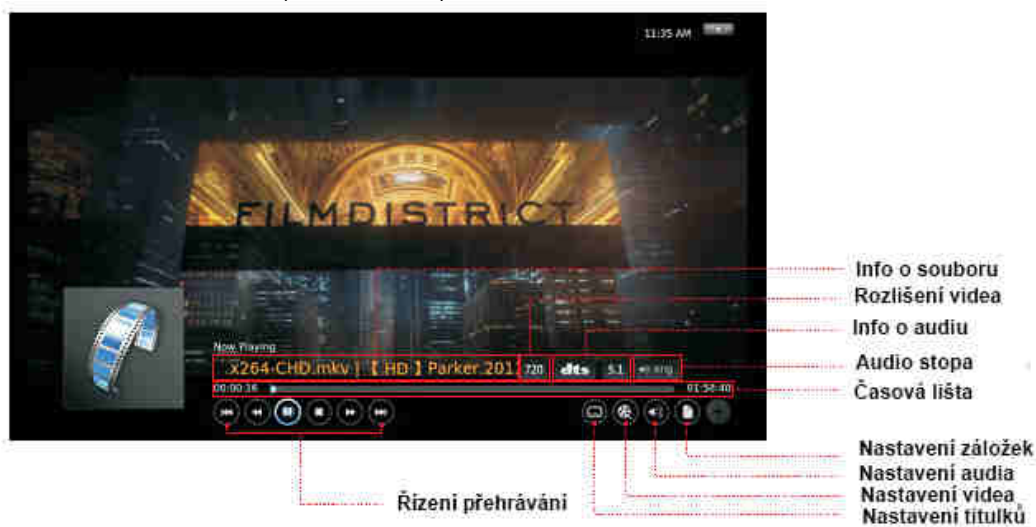 11:35 AM
FILMDISTRICT
Info o souboru
Rozlišení videa
Info o audiu
Now Playing
.x264-CHD.mkv | 【 HD 】 Parker 201
720
dts
5.1
Audio stopa
00:00:16
01:58:40
Časová lišta
Řízení přehrávání
Nastavení záložek
Nastavení audia
Nastavení videa
Nastavení titulků